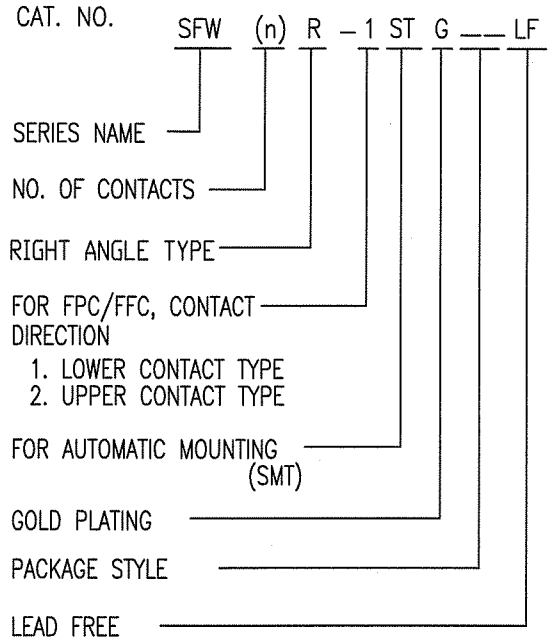 CAT. NO.
SFW (n) R - 1 ST G _ _ LF
SERIES NAME
NO. OF CONTACTS
RIGHT ANGLE TYPE
FOR FPC/FFC, CONTACT
DIRECTION
1. LOWER CONTACT TYPE
2. UPPER CONTACT TYPE
FOR AUTOMATIC MOUNTING
(SMT)
GOLD PLATING
PACKAGE STYLE
LEAD FREE